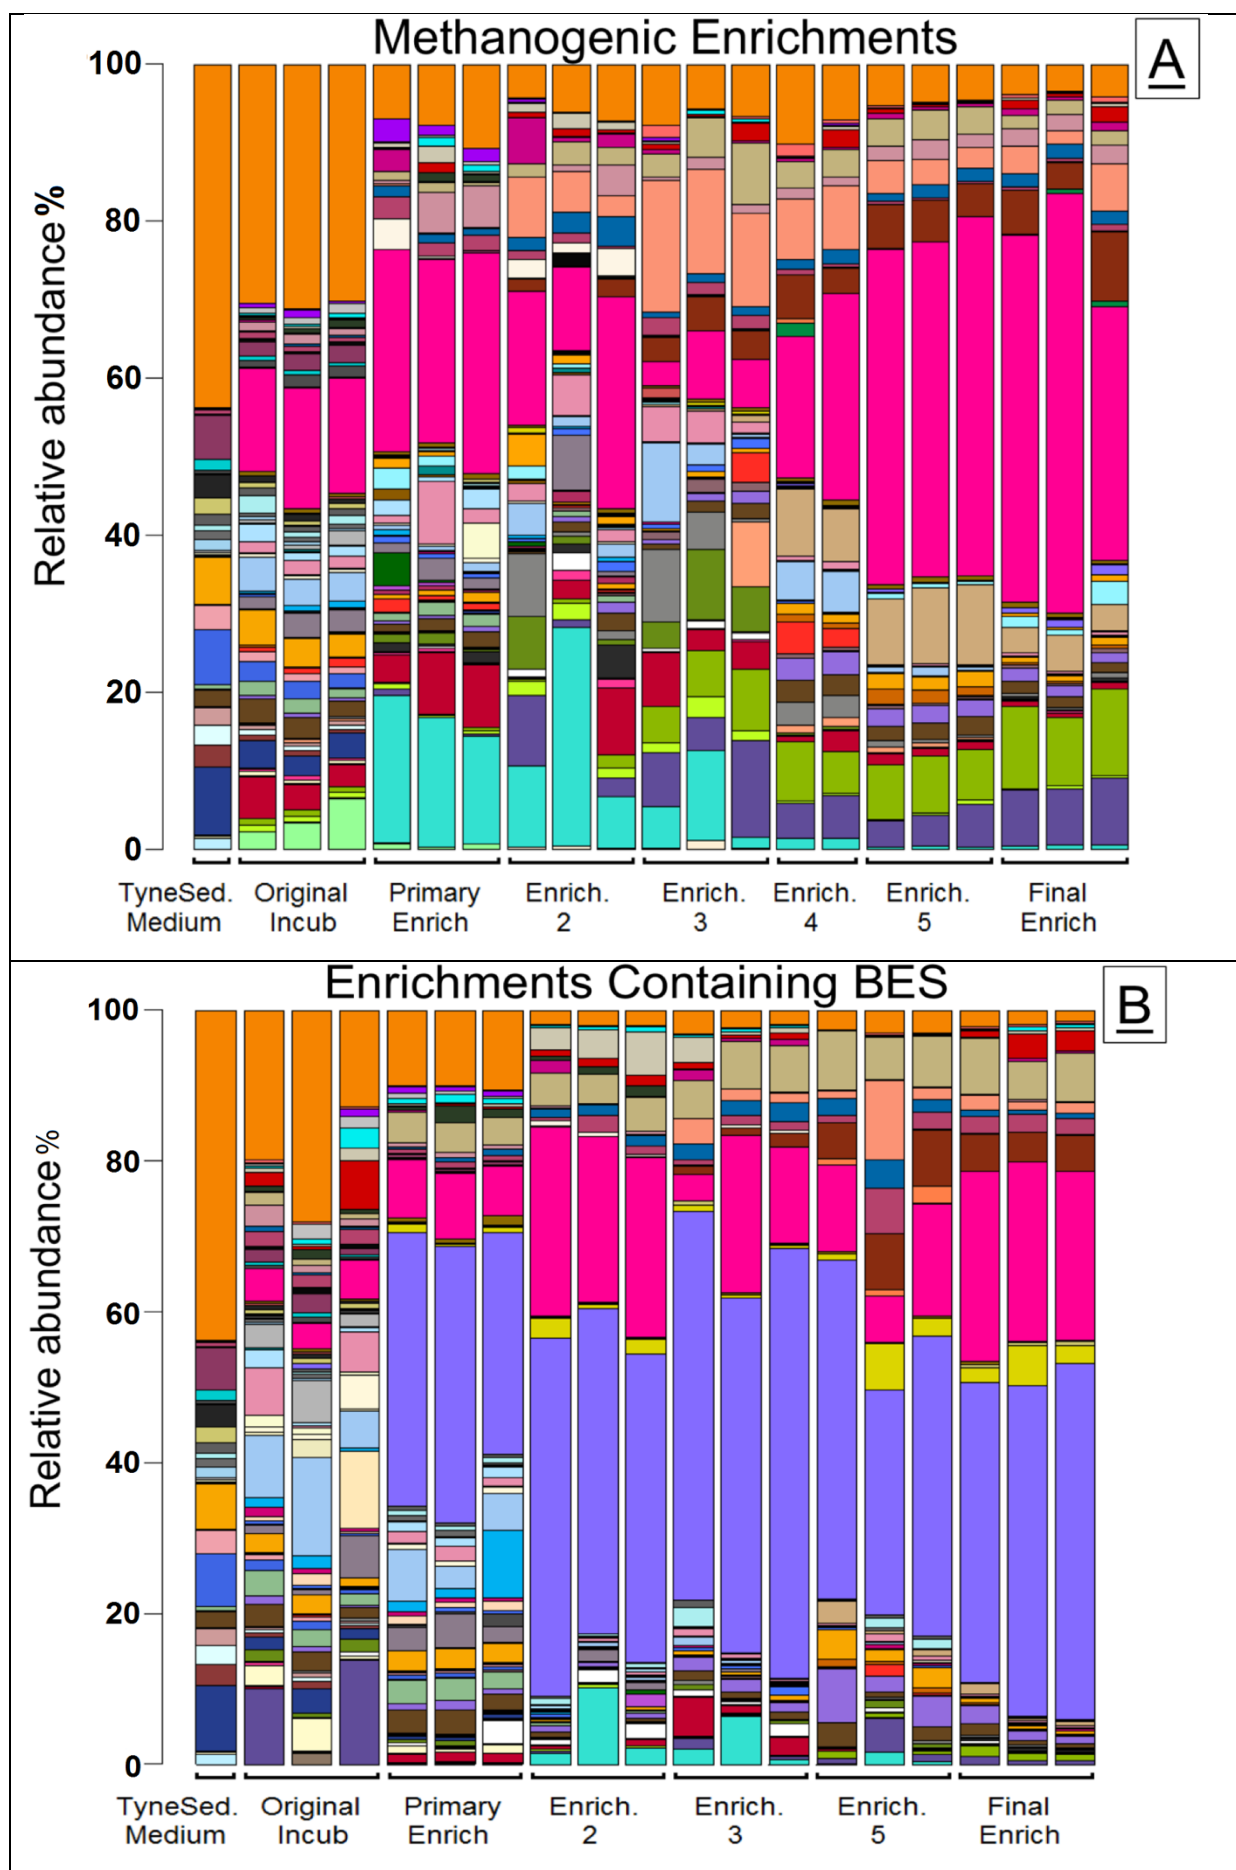 Methanogenic Enrichments
A
Relative abundance%
100
80
60
40
20
0
TyneSed. Original Primary Enrich. Enrich. Enrich. Enrich. Final
Medium Incub Enrich 2 3 4 5 Enrich
Enrichments Containing BES
B
Relative abundance%
100
80
60
40
20
0
TyneSed. Original Primary Enrich. Enrich. Enrich. Final
Medium Incub Enrich 2 3 5 Enrich